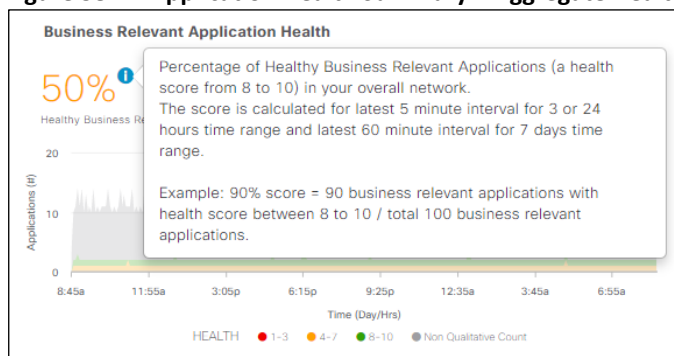 Business Relevant Application Health
50%
i
Percentage of Healthy Business Relevant Applications (a health
score from 8 to 10) in your overall network.
The score is calculated for latest 5 minute interval for 3 or 24
hours time range and latest 60 minute interval for 7 days time
range.
Example: 90% score = 90 business relevant applications with
health score between 8 to 10 / total 100 business relevant
applications.
Healthy Business Re
20
10
0
Applications (#)
8:45a 11:55a 3:05p 6:15p 9:25p 12:35a 3:45a 6:55a
Time (Day/Hrs)
HEALTH 1-3 4-7 8-10 Non Qualitative Count